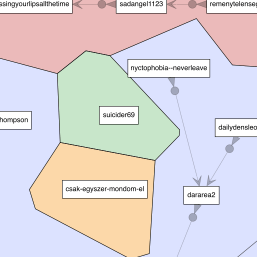 ssingyourlipsallthetime
sadangel1123
remenytelense
nyctophobia--neverleave
suicider69
hompson
dailydensleo
csak-egyszer-mondom-el
dararea2